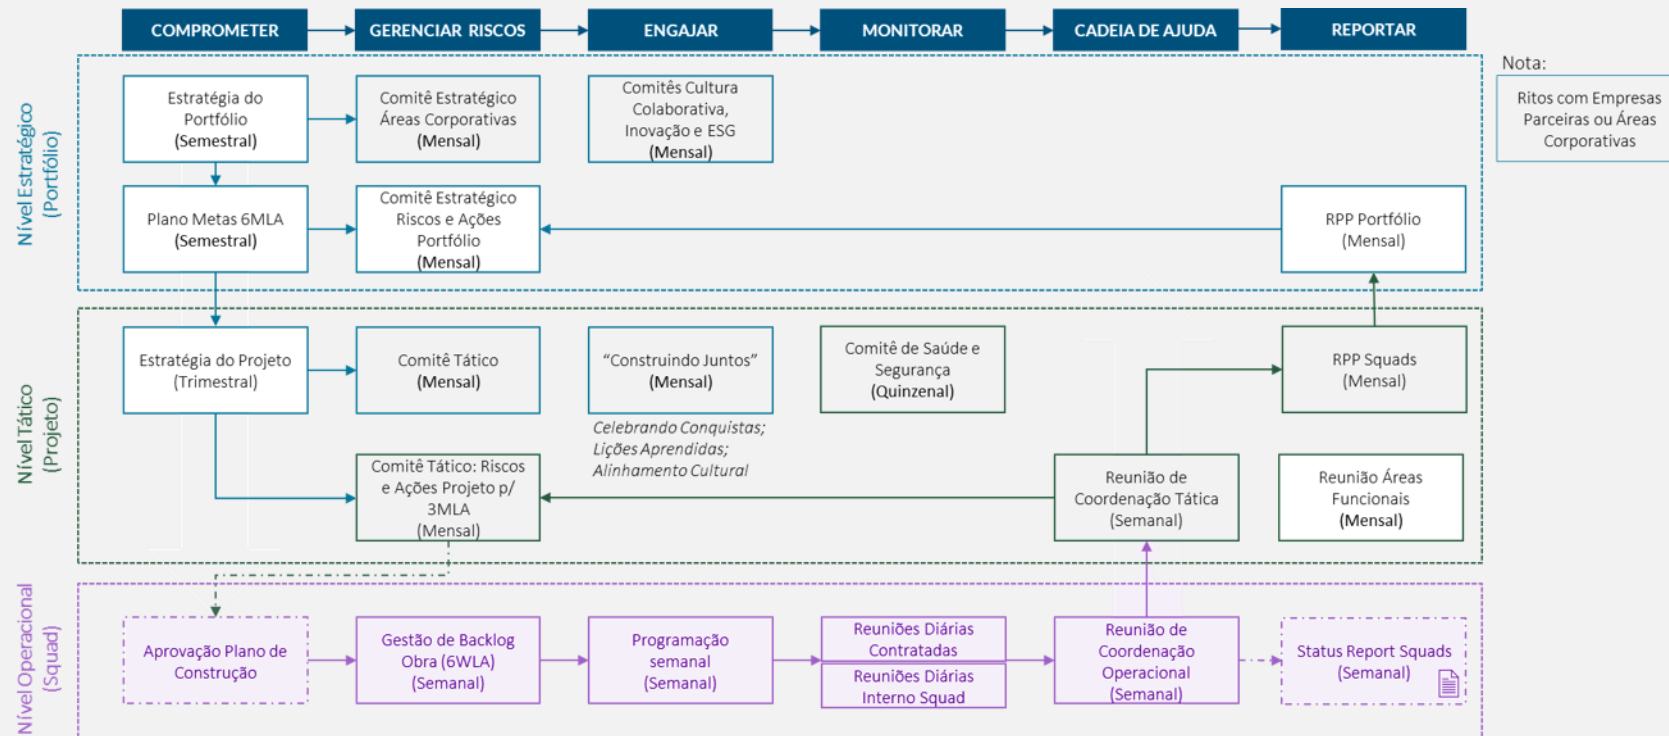 COMPROMETER
GERENCIAR RISCOS
ENGAJAR
MONITORAR
CADEIA DE AJUDA
REPORTAR
Nota:
Ritos com Empresas
Parceiras ou Áreas
Corporativas
Nível Estratégico
(Portfólio)
Estratégia do
Portfólio
(Semestral)
Comitê Estratégico
Áreas Corporativas
(Mensal)
Comitês Cultura
Colaborativa,
Inovação e ESG
(Mensal)
Plano Metas 6MLA
(Semestral)
Comitê Estratégico
Riscos e Ações
Portfólio
(Mensal)
RPP Portfólio
(Mensal)
Nível Tático
(Projeto)
Estratégia do Projeto
(Trimestral)
Comitê Tático
(Mensal)
“Construindo Juntos”
(Mensal)
Celebrando Conquistas;
Lições Aprendidas;
Alinhamento Cultural
Comitê de Saúde e
Segurança
(Quinzenal)
RPP Squads
(Mensal)
Comitê Tático: Riscos
e Ações Projeto p/
3MLA
(Mensal)
Reunião de
Coordenação Tática
(Semanal)
Reunião Áreas
Funcionais
(Mensal)
Nível Operacional
(Squad)
Aprovação Plano de
Construção
Gestão de Backlog
Obra (6WLA)
(Semanal)
Programação
semanal
(Semanal)
Reuniões Diárias
Contratadas
Reuniões Diárias
Interno Squad
Reunião de
Coordenação
Operacional
(Semanal)
Status Report Squads
(Semanal)